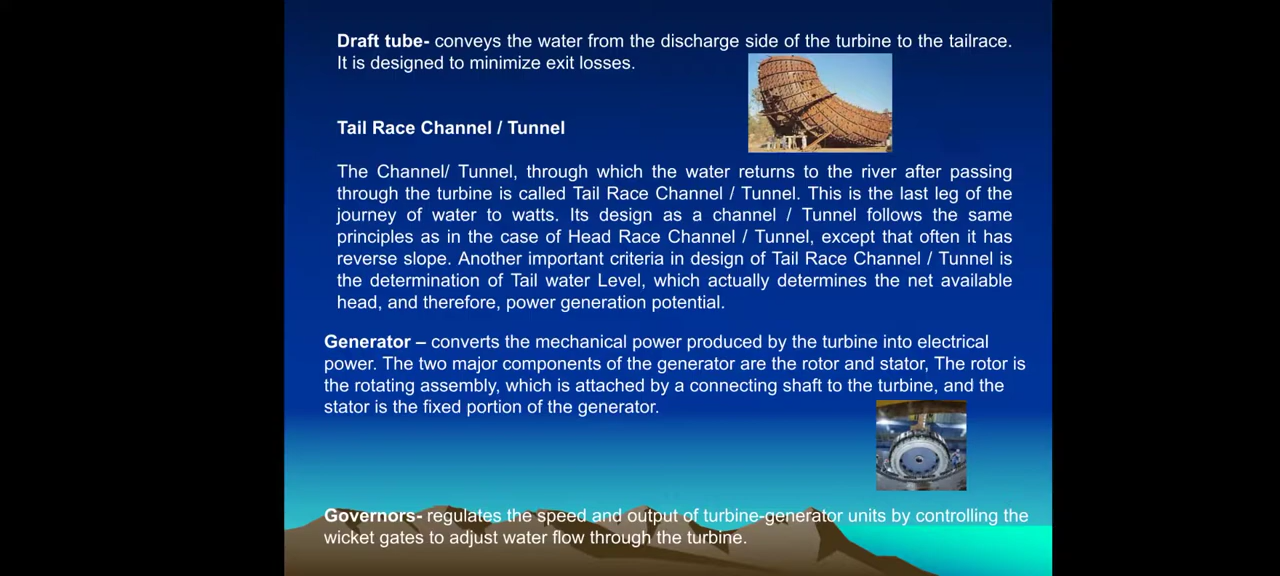 Draft tube- conveys the water from the discharge side of the turbine to the tailrace.
It is designed to minimize exit losses.
Tail Race Channel / Tunnel
The Channel/ Tunnel, through which the water returns to the river after passing
through the turbine is called Tail Race Channel / Tunnel. This is the last leg of the
journey of water to watts. Its design as a channel / Tunnel follows the same
principles as in the case of Head Race Channel / Tunnel, except that often it has
reverse slope. Another important criteria in design of Tail Race Channel / Tunnel is
the determination of Tail water Level, which actually determines the net available
head, and therefore, power generation potential.
Generator – converts the mechanical power produced by the turbine into electrical
power. The two major components of the generator are the rotor and stator, The rotor is
the rotating assembly, which is attached by a connecting shaft to the turbine, and the
stator is the fixed portion of the generator.
Governors- regulates the speed and output of turbine-generator units by controlling the
wicket gates to adjust water flow through the turbine.